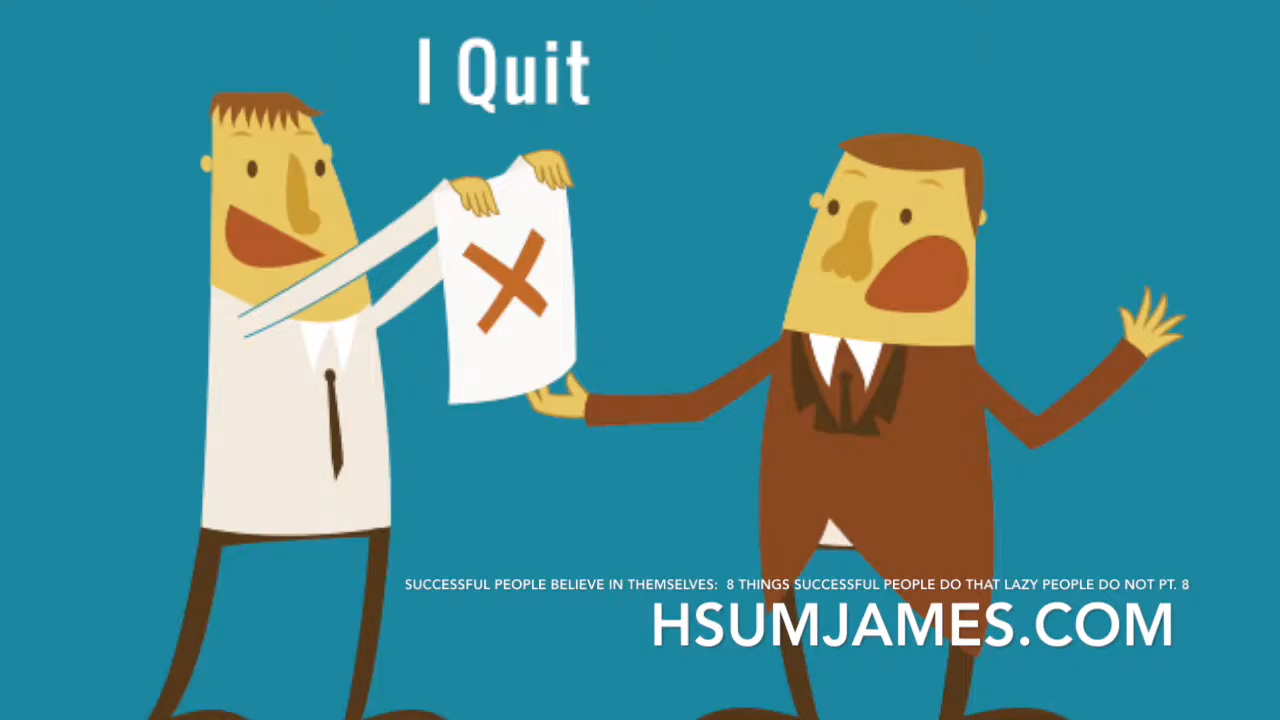 I Quit
SUCCESSFUL PEOPLE BELIEVE IN THEMSELVES: 8 THINGS SUCCESSFUL PEOPLE DO THAT LAZY PEOPLE DO NOT PT. 8
HSUMJAMES.COM